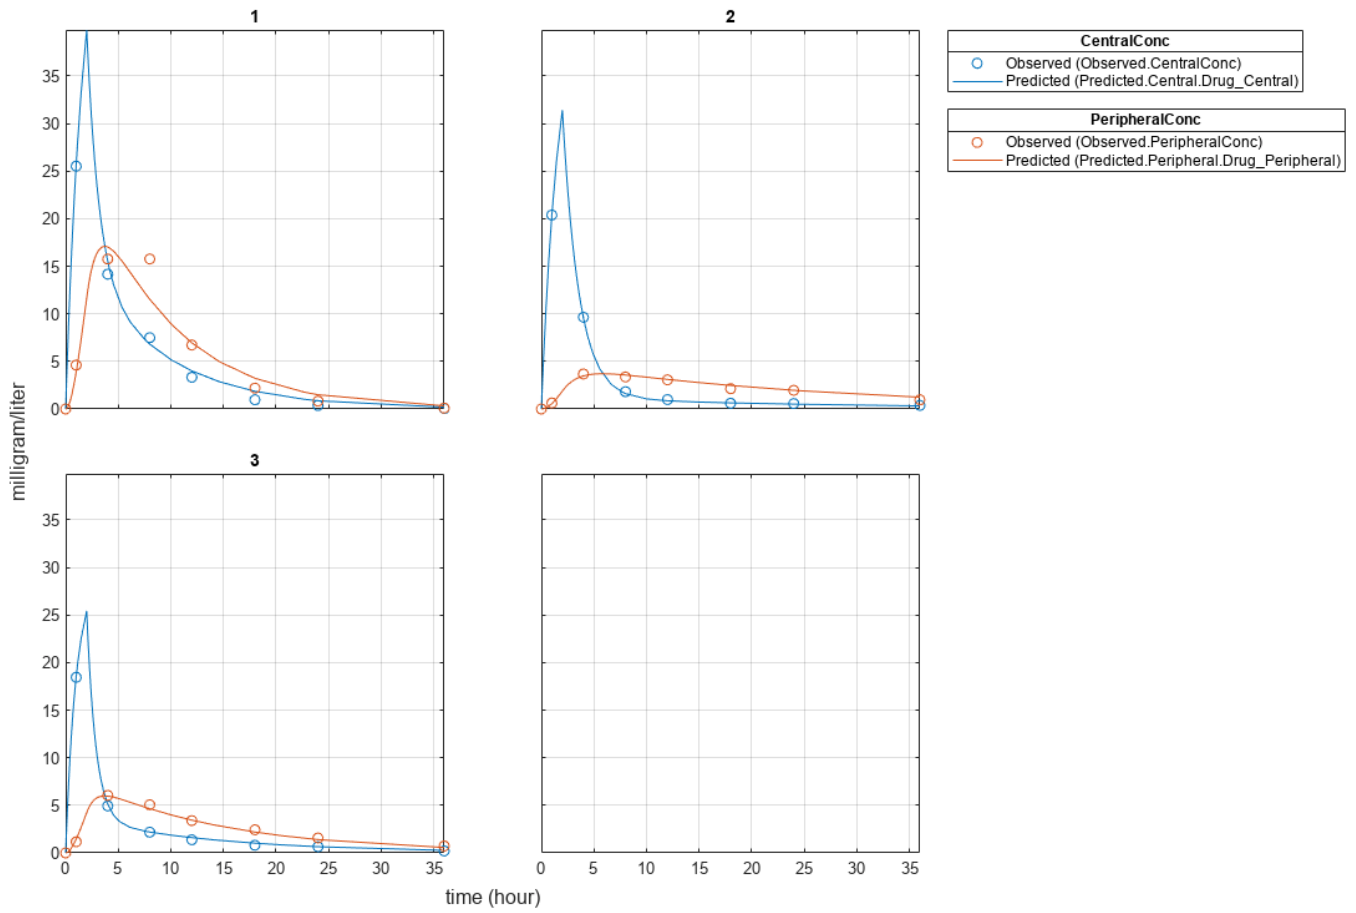 1
35
30
25
20
15
10
5
0
2
CentralConc
Observed (Observed.CentralConc)
Predicted (Predicted.Central.Drug_Central)
PeripheralConc
Observed (Observed.PeripheralConc)
Predicted (Predicted.Peripheral.Drug_Peripheral)
milligram/liter
3
35
30
25
20
15
10
5
0
0 5 10 15 20 25 30 35
0 5 10 15 20 25 30 35
time (hour)